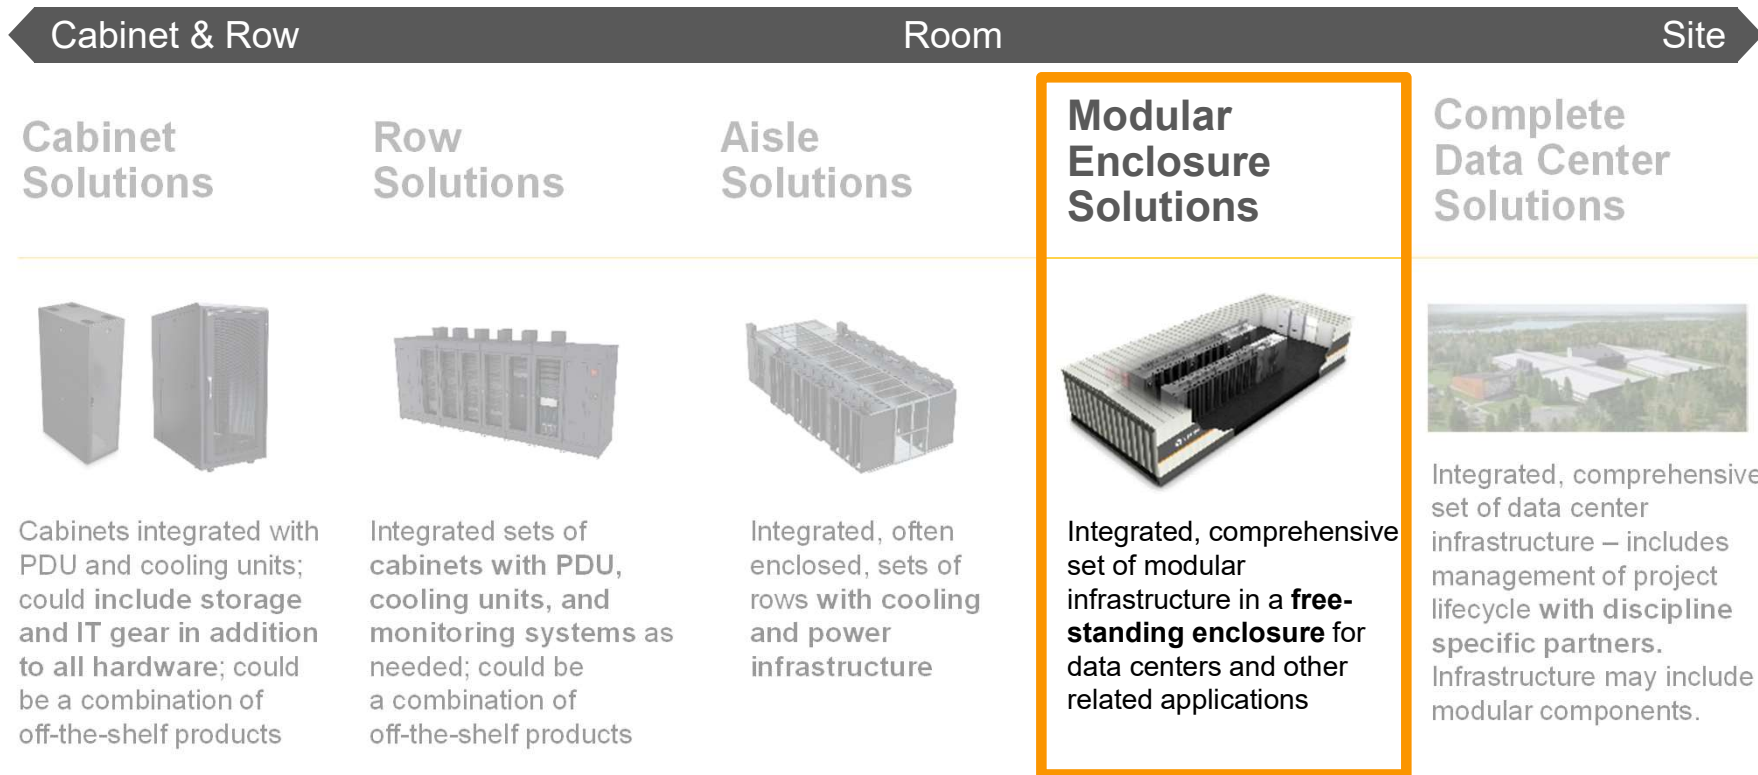 Cabinet & Row
Room
Site
Cabinet
Solutions
Row
Solutions
Aisle
Solutions
Modular
Enclosure
Solutions
Complete
Data Center
Solutions
Cabinets integrated with
PDU and cooling units;
could include storage
and IT gear in addition
to all hardware; could
be a combination of
off-the-shelf products
Integrated sets of
cabinets with PDU,
cooling units, and
monitoring systems as
needed; could be
a combination of
off-the-shelf products
Integrated, often
enclosed, sets of
rows with cooling
and power
infrastructure
Integrated, comprehensive
set of modular
infrastructure in a free-
standing enclosure for
data centers and other
related applications
Integrated, comprehensive
set of data center
infrastructure – includes
management of project
lifecycle with discipline
specific partners.
Infrastructure may include
modular components.